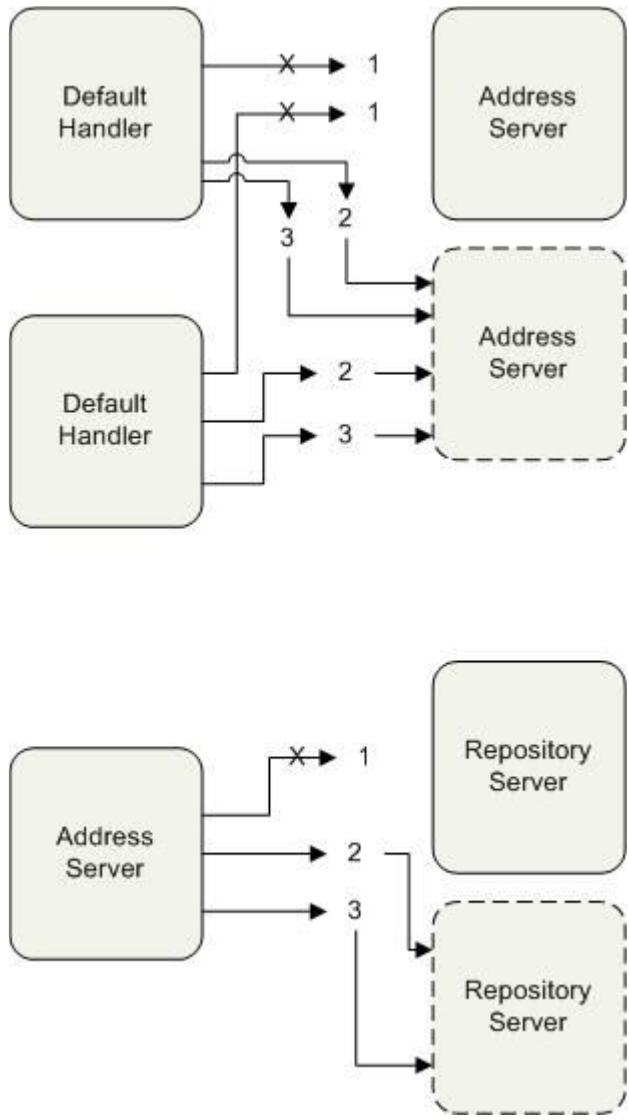 Default
Handler
1
Address
Server
1
2
3
Address
Server
Default
Handler
2
3
Repository
Server
1
Address
Server
2
3
Repository
Server